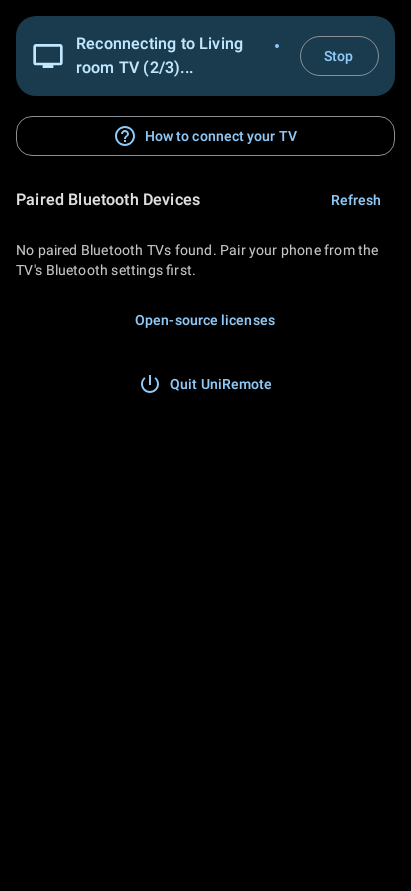 Reconnecting to Living
room TV (2/3)...
Stop
How to connect your TV
Paired Bluetooth Devices
Refresh
No paired Bluetooth TVs found. Pair your phone from the
TV's Bluetooth settings first.
Open-source licenses
Quit UniRemote